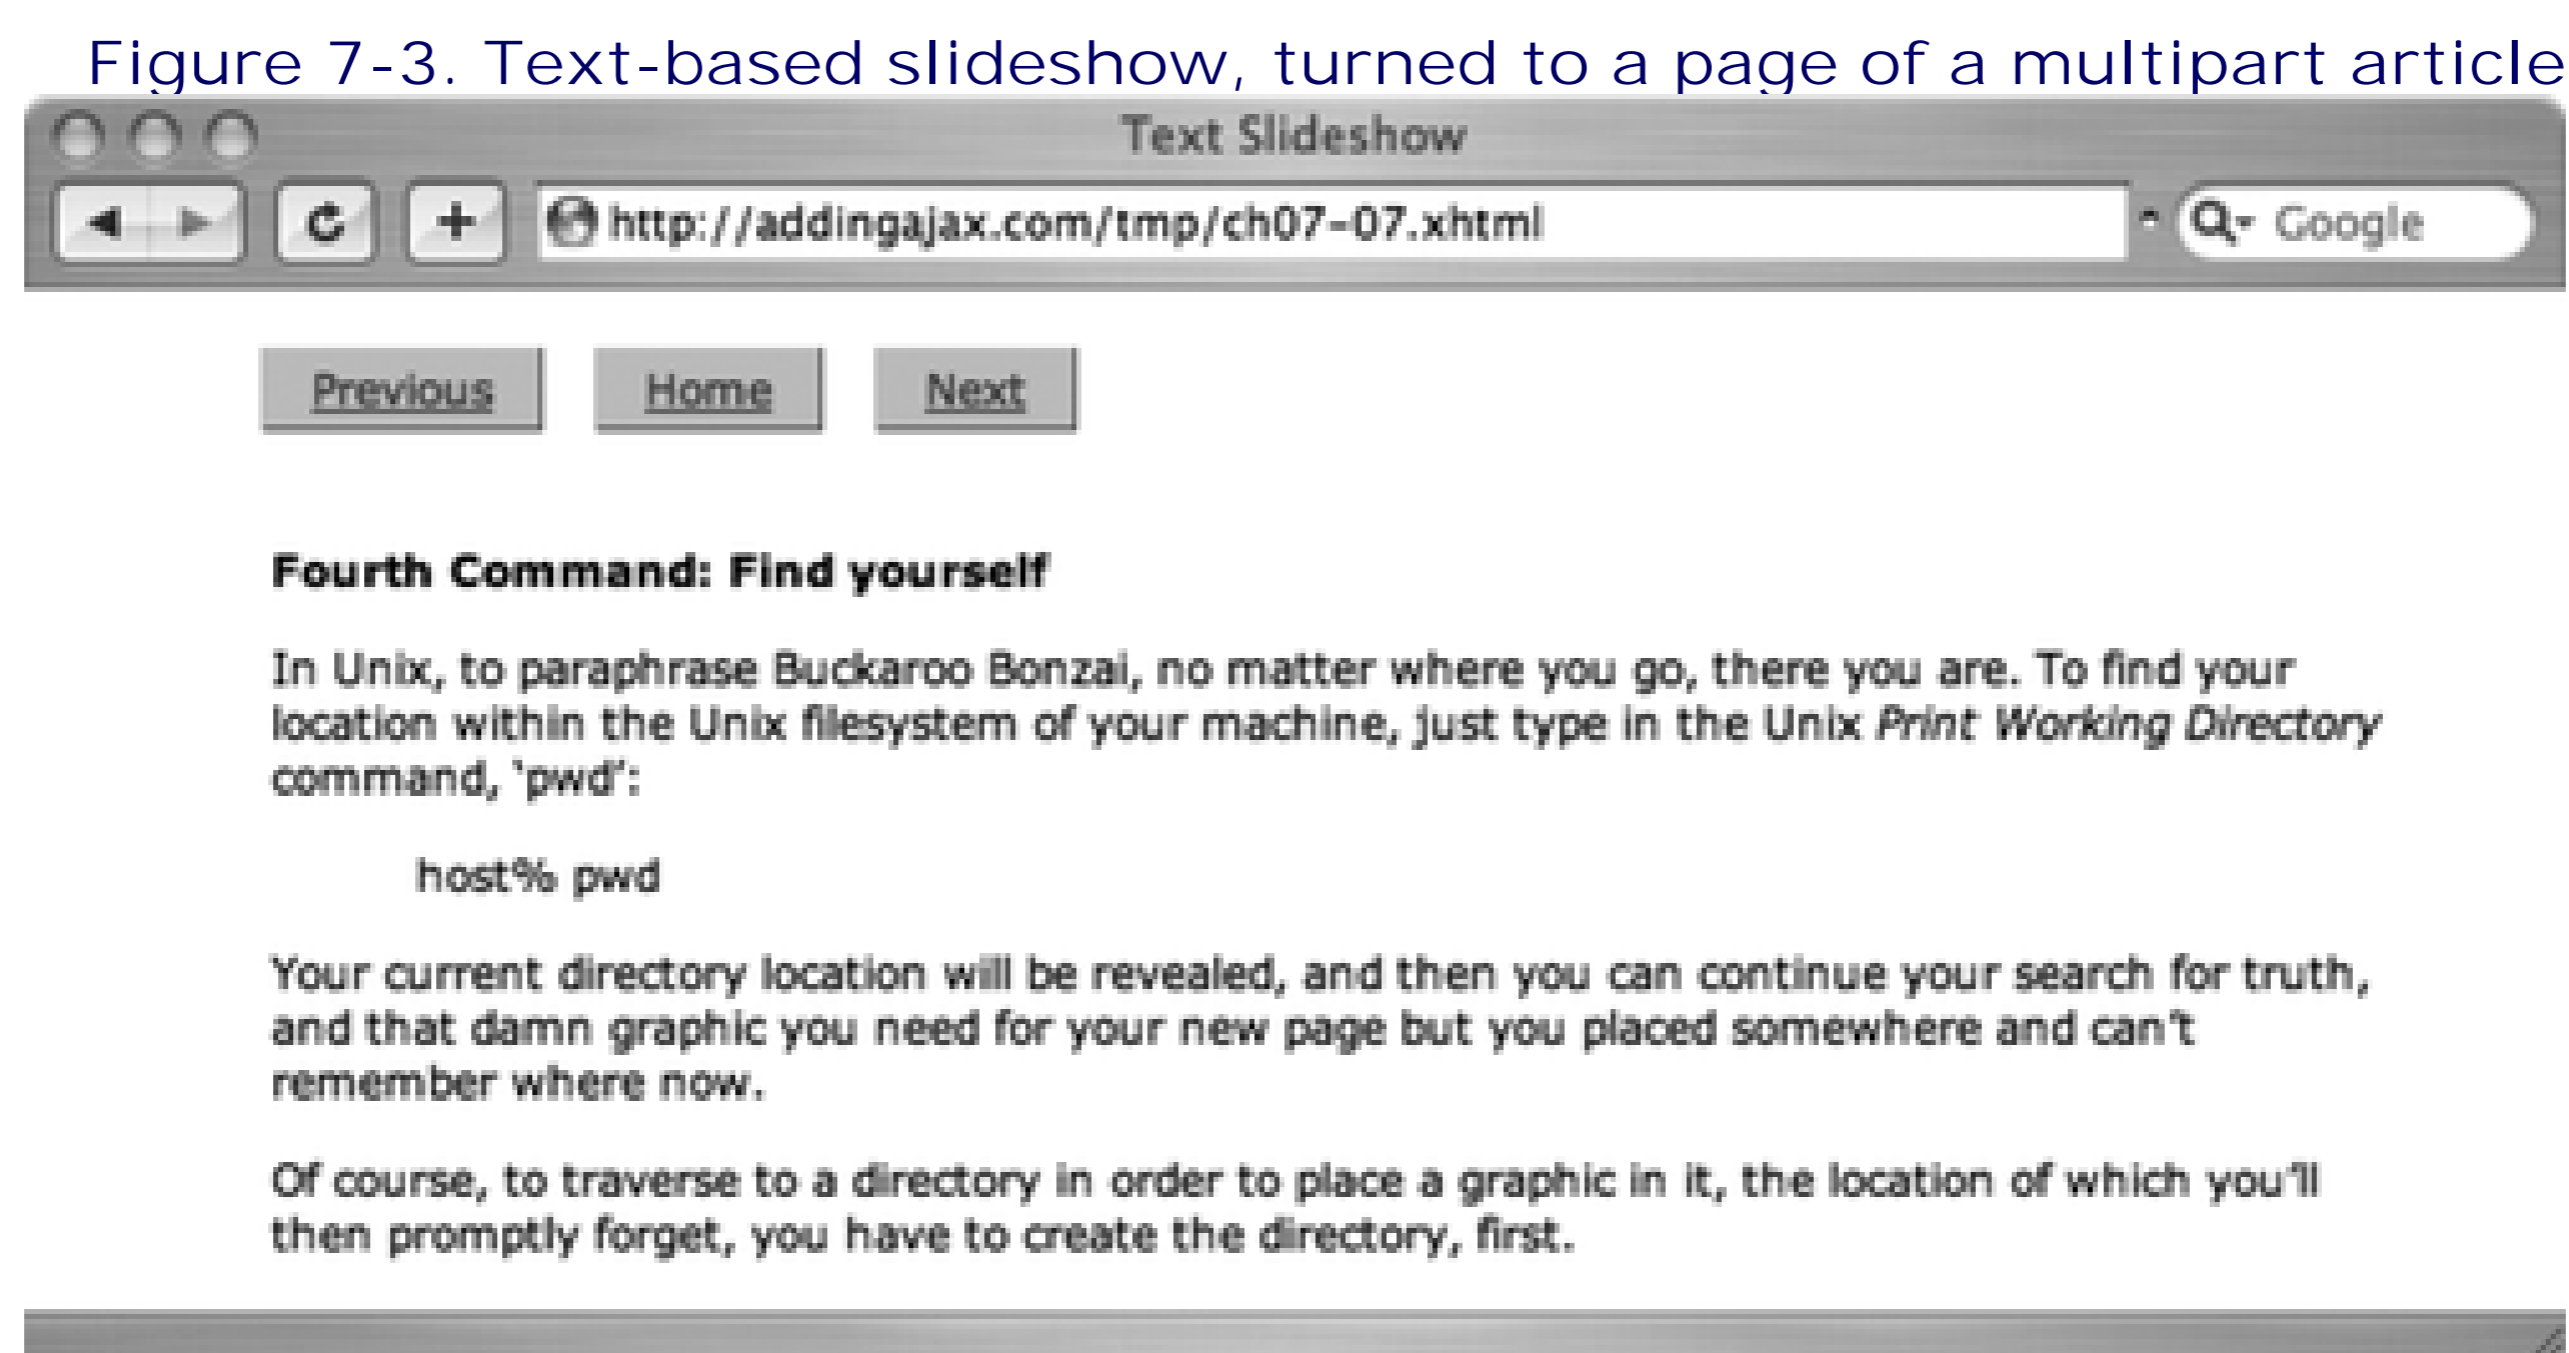 Figure 7-3. Text-based slideshow, turned to a page of a multipart article
Text Slideshow
http://addingajax.com/tmp/ch07-07.xhtml
Google
Previous Home Next
Fourth Command: Find yourself
In Unix, to paraphrase Buckaroo Bonzai, no matter where you go, there you are. To find your
location within the Unix filesystem of your machine, just type in the Unix Print Working Directory
command, 'pwd':
host% pwd
Your current directory location will be revealed, and then you can continue your search for truth,
and that damn graphic you need for your new page but you placed somewhere and can't
remember where now.
Of course, to traverse to a directory in order to place a graphic in it, the location of which you'll
then promptly forget, you have to create the directory, first.